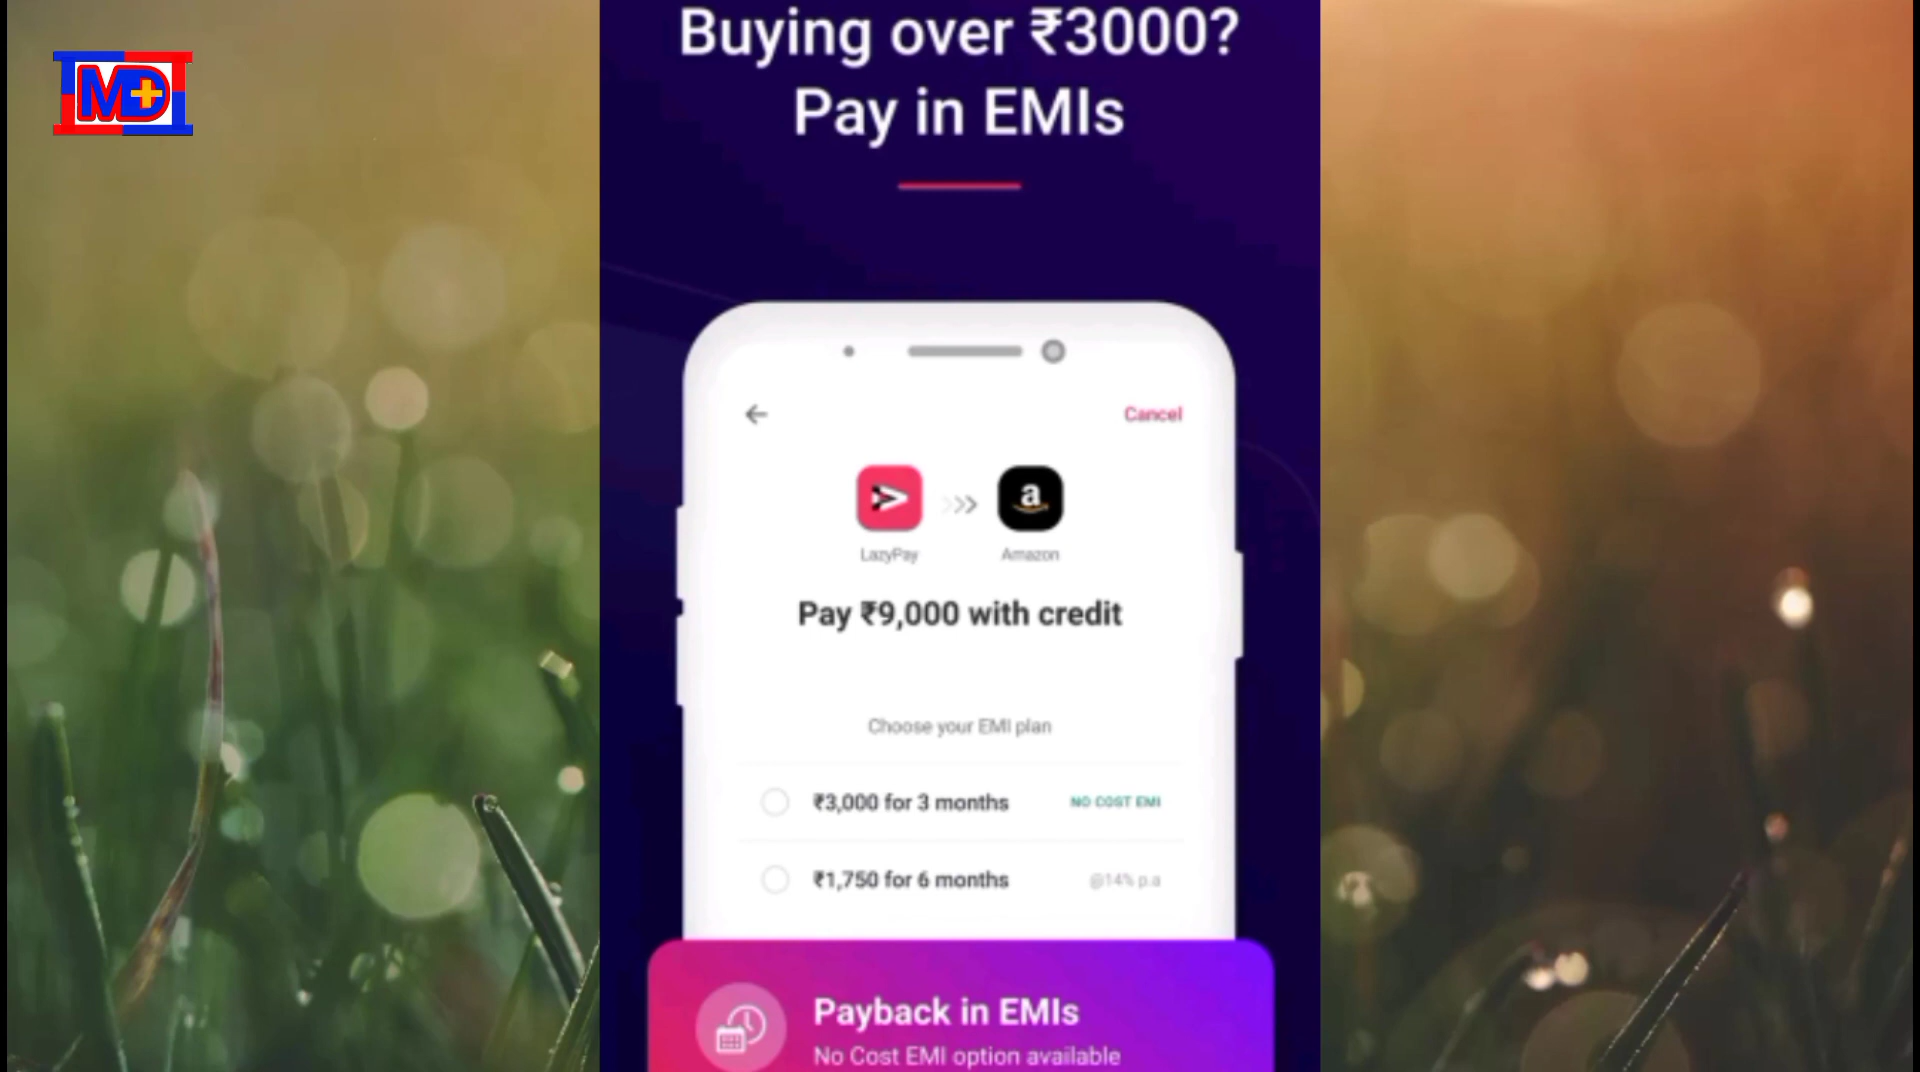 MD+
Buying over ₹3000?
Pay in EMIs
Cancel
a
LazyPay
Amazon
Pay ₹9,000 with credit
Choose your EMI plan
₹3,000 for 3 months
NO COST EMI
₹1,750 for 6 months
@14% p.a
Payback in EMIs
No Cost EMI option available